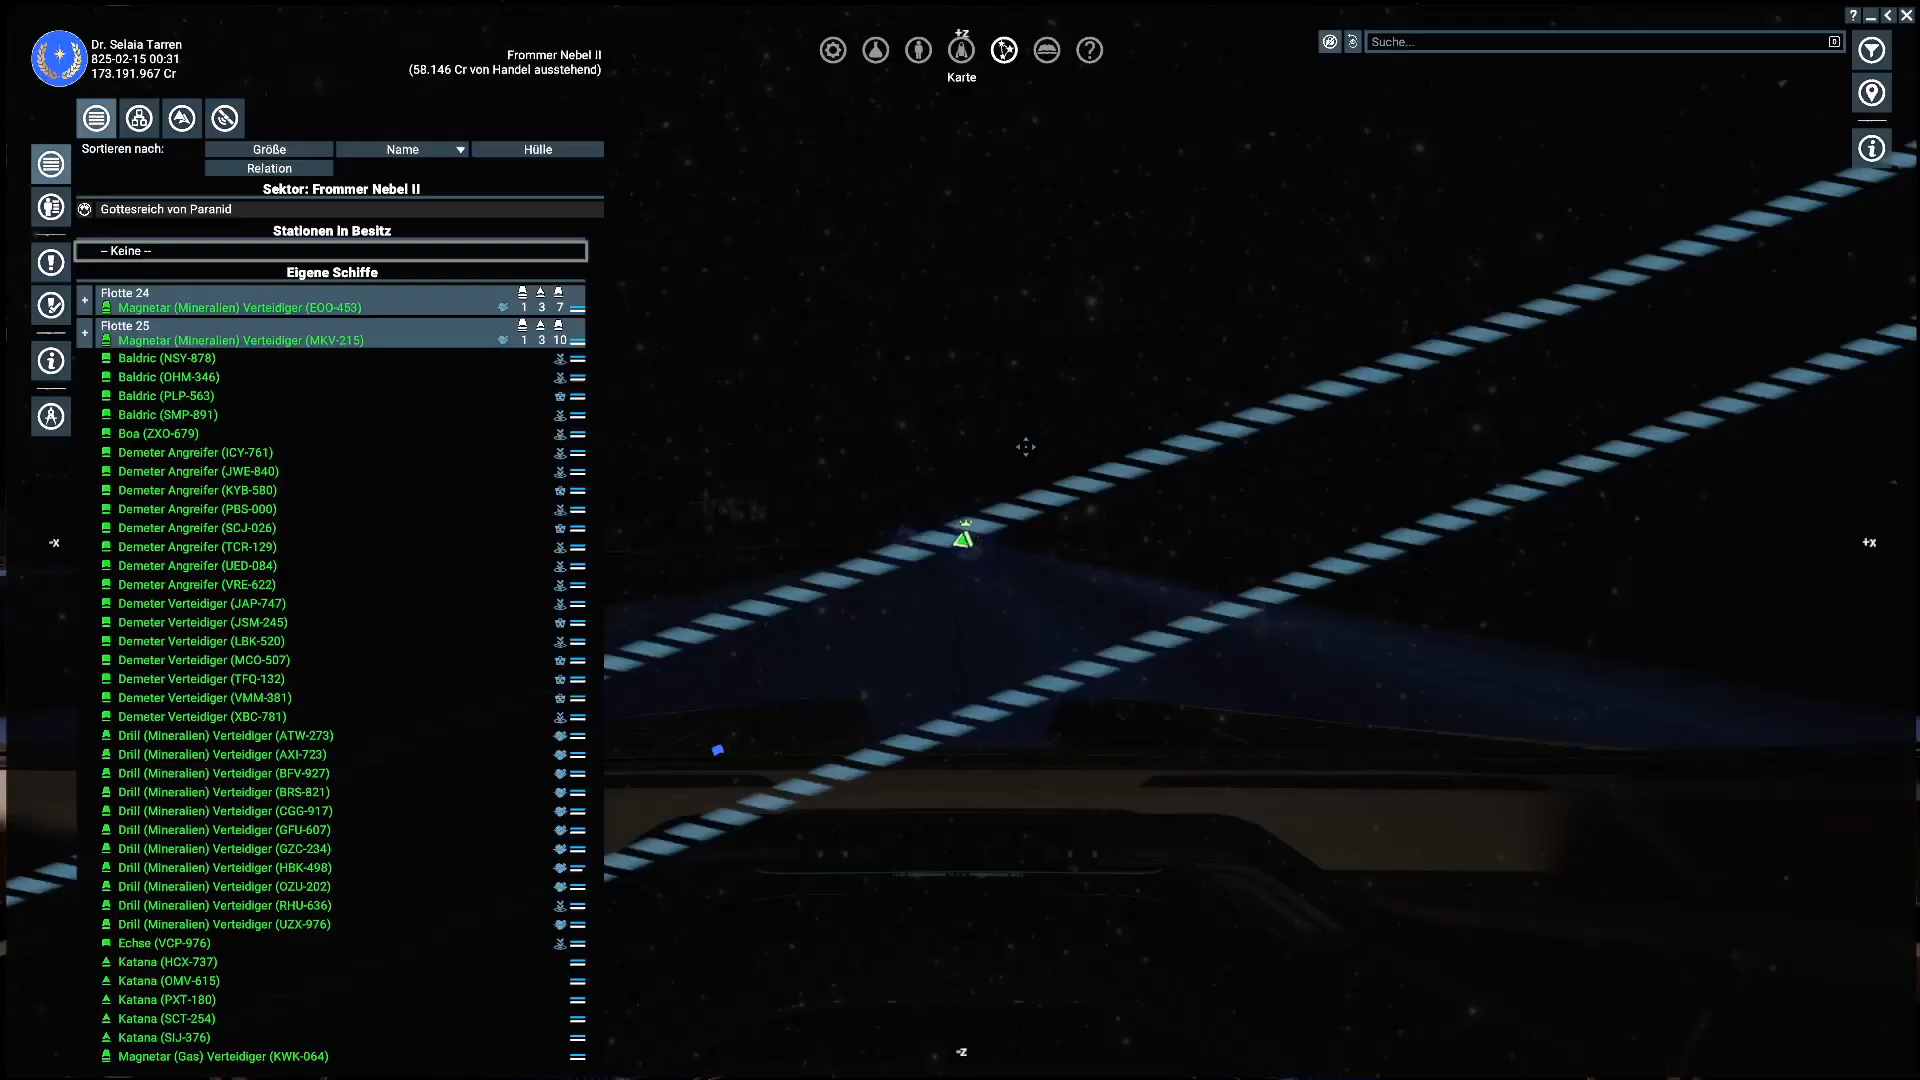 Dr. Selaia Tarren
825-02-15 00:31
173.191.967 Cr
Frommer Nebel II
(58.146 Cr von Handel ausstehend)
+Z
Karte
Suche...
Sortieren nach:
Größe
Name
Hülle
Relation
Sektor: Frommer Nebel II
Gottesreich von Paranid
Stationen in Besitz
-- Keine --
Eigene Schiffe
Flotte 24
Magnetar (Mineralien) Verteidiger (EOO-453) 1 3 7
Flotte 25
Magnetar (Mineralien) Verteidiger (MKV-215) 1 3 10
Baldric (NSY-878)
Baldric (OHM-346)
Baldric (PLP-563)
Baldric (SMP-891)
Boa (ZXO-679)
Demeter Angreifer (ICY-761)
Demeter Angreifer (JWE-840)
Demeter Angreifer (KYB-580)
Demeter Angreifer (PBS-000)
Demeter Angreifer (SCJ-026)
Demeter Angreifer (TCR-129)
Demeter Angreifer (UED-084)
Demeter Angreifer (VRE-622)
Demeter Verteidiger (JAP-747)
Demeter Verteidiger (JSM-245)
Demeter Verteidiger (LBK-520)
Demeter Verteidiger (MCO-507)
Demeter Verteidiger (TFQ-132)
Demeter Verteidiger (VMM-381)
Demeter Verteidiger (XBC-781)
Drill (Mineralien) Verteidiger (ATW-273)
Drill (Mineralien) Verteidiger (AXI-723)
Drill (Mineralien) Verteidiger (BFV-927)
Drill (Mineralien) Verteidiger (BRS-821)
Drill (Mineralien) Verteidiger (CGG-917)
Drill (Mineralien) Verteidiger (GFU-607)
Drill (Mineralien) Verteidiger (GZC-234)
Drill (Mineralien) Verteidiger (HBK-498)
Drill (Mineralien) Verteidiger (OZU-202)
Drill (Mineralien) Verteidiger (RHU-636)
Drill (Mineralien) Verteidiger (UZX-976)
Echse (VCP-976)
Katana (HCX-737)
Katana (OMV-615)
Katana (PXT-180)
Katana (SCT-254)
Katana (SIJ-376)
Magnetar (Gas) Verteidiger (KWK-064)
-X
+X
-Z